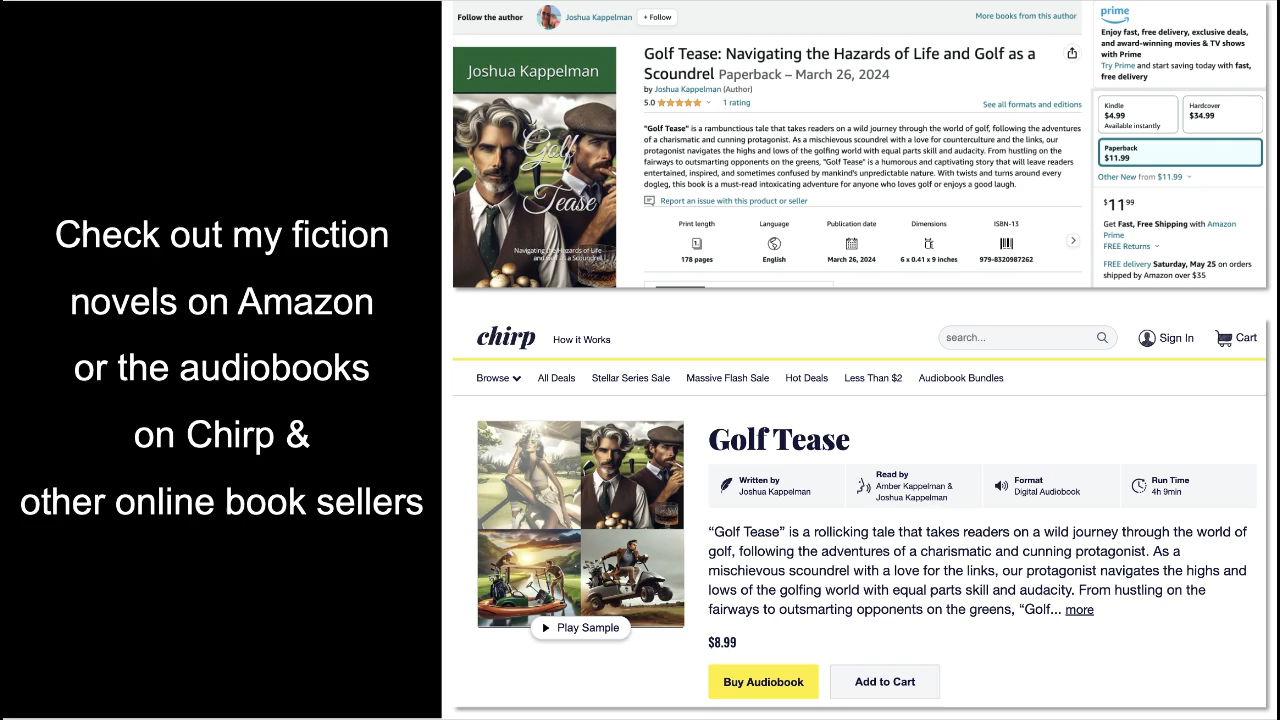 Check out my fiction
novels on Amazon
or the audiobooks
on Chirp &
other online book sellers
Follow the author
Joshua Kappelman
+ Follow
More books from this author
Joshua Kappelman
Golf
Tease
Navigating the Hazards of Life
and Golf as a Scoundrel
Golf Tease: Navigating the Hazards of Life and Golf as a
Scoundrel Paperback – March 26, 2024
by Joshua Kappelman (Author)
5.0
1 rating
See all formats and editions
"Golf Tease" is a rambunctious tale that takes readers on a wild journey through the world of golf, following the adventures
of a charismatic and cunning protagonist. As a mischievous scoundrel with a love for counterculture and the links, our
protagonist navigates the highs and lows of the golfing world with equal parts skill and audacity. From hustling on the
fairways to outsmarting opponents on the greens, "Golf Tease" is a humorous and captivating story that will leave readers
entertained, inspired, and sometimes confused by mankind's unpredictable nature. With twists and turns around every
dogleg, this book is a must-read intoxicating adventure for anyone who loves golf or enjoys a good laugh.
Report an issue with this product or seller
Print length
Language
Publication date
Dimensions
ISBN-13
178 pages
English
March 26, 2024
6 x 0.41 x 9 inches
979-8320987262
prime
Enjoy fast, free delivery, exclusive deals,
and award-winning movies & TV shows
with Prime
Try Prime and start saving today with fast,
free delivery
Kindle
$4.99
Available instantly
Hardcover
$34.99
Paperback
$11.99
Other New from $11.99
$11 99
Get Fast, Free Shipping with Amazon
Prime
FREE Returns
FREE delivery Saturday, May 25 on orders
shipped by Amazon over $35
chirp
How it Works
search...
Sign In
Cart
Browse
All Deals
Stellar Series Sale
Massive Flash Sale
Hot Deals
Less Than $2
Audiobook Bundles
Play Sample
Golf Tease
Written by
Joshua Kappelman
Read by
Amber Kappelman &
Joshua Kappelman
Format
Digital Audiobook
Run Time
4h 9min
“Golf Tease” is a rollicking tale that takes readers on a wild journey through the world of
golf, following the adventures of a charismatic and cunning protagonist. As a
mischievous scoundrel with a love for the links, our protagonist navigates the highs and
lows of the golfing world with equal parts skill and audacity. From hustling on the
fairways to outsmarting opponents on the greens, “Golf... more
$8.99
Buy Audiobook
Add to Cart